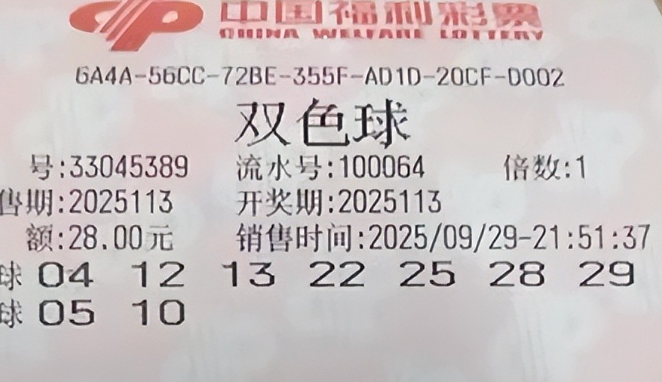 中国福利彩票
CHINA WELFARE LOTTERY
6A4A-56CC-72BE-355F-AD1D-20CF-D002
双色球
号:33045389 流水号:100064 倍数:1
售期:2025113 开奖期:2025113
额:28.00元 销售时间:2025/09/29-21:51:37
球 04 12 13 22 25 28 29
球 05 10